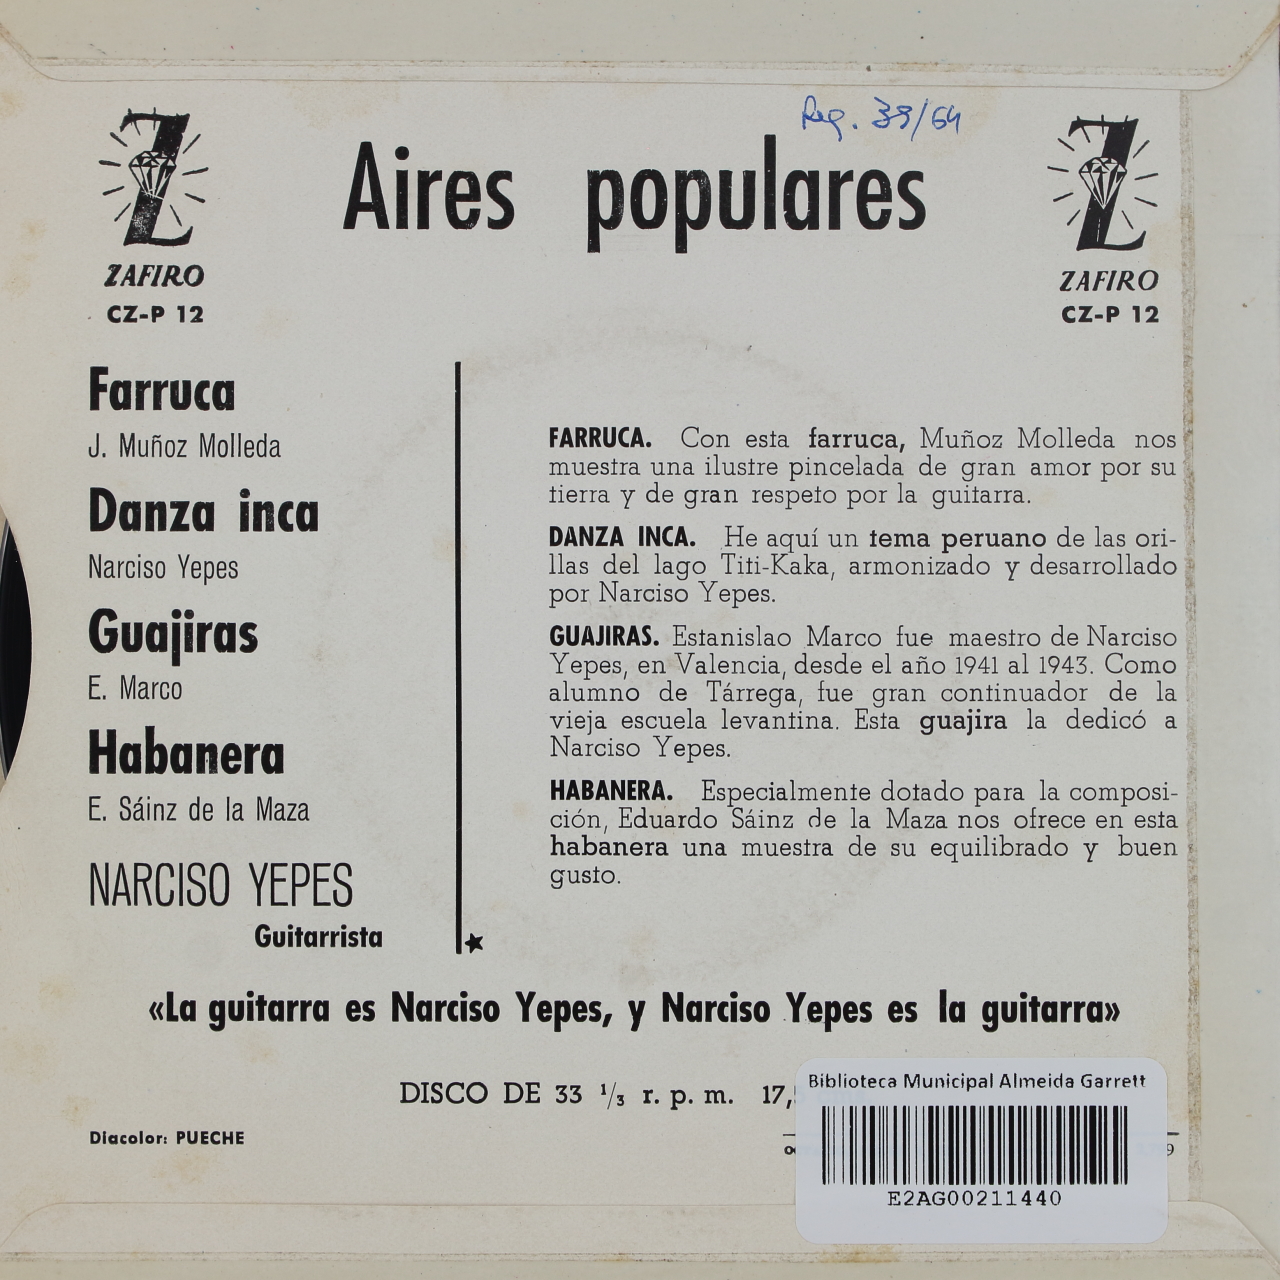 Reg. 39/64
Aires populares
ZAFIRO
CZ-P 12
ZAFIRO
CZ-P 12
Farruca
J. Muñoz Molleda
Danza inca
Narciso Yepes
Guajiras
E. Marco
Habanera
E. Sáinz de la Maza
NARCISO YEPES
Guitarrista
FARRUCA. Con esta farruca, Muñoz Molleda nos
muestra una ilustre pincelada de gran amor por su
tierra y de gran respeto por la guitarra.
DANZA INCA. He aquí un tema peruano de las ori-
llas del lago Titi-Kaka, armonizado y desarrollado
por Narciso Yepes.
GUAJIRAS. Estanislao Marco fue maestro de Narciso
Yepes, en Valencia, desde el año 1941 al 1943. Como
alumno de Tárrega, fue gran continuador de la
vieja escuela levantina. Esta guajira la dedicó a
Narciso Yepes.
HABANERA. Especialmente dotado para la composi-
ción, Eduardo Sáinz de la Maza nos ofrece en esta
habanera una muestra de su equilibrado y buen
gusto.
«La guitarra es Narciso Yepes, y Narciso Yepes es la guitarra»
DISCO DE 33 1/3 r. p. m. 17,5 cms.
Diacolor: PUECHE
Biblioteca Municipal Almeida Garrett
E2AG00211440